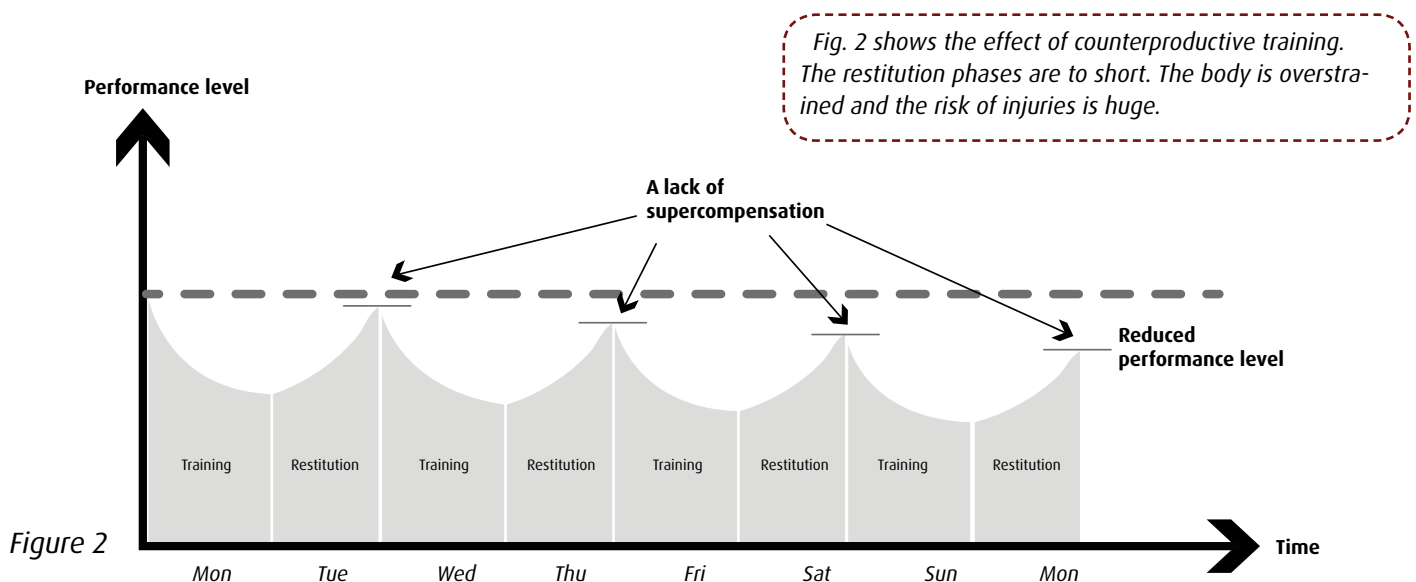 Fig. 2 shows the effect of counterproductive training.
The restitution phases are to short. The body is overstra-
ined and the risk of injuries is huge.
Performance level
A lack of
supercompensation
Reduced
performance level
Training
Restitution
Training
Restitution
Training
Restitution
Training
Restitution
Figure 2
Time
Mon
Tue
Wed
Thu
Fri
Sat
Sun
Mon